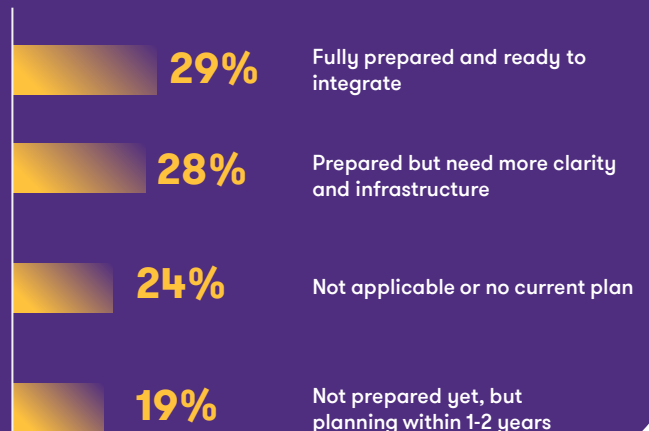 29%
Fully prepared and ready to
integrate
28%
Prepared but need more clarity
and infrastructure
24%
Not applicable or no current plan
19%
Not prepared yet, but
planning within 1-2 years